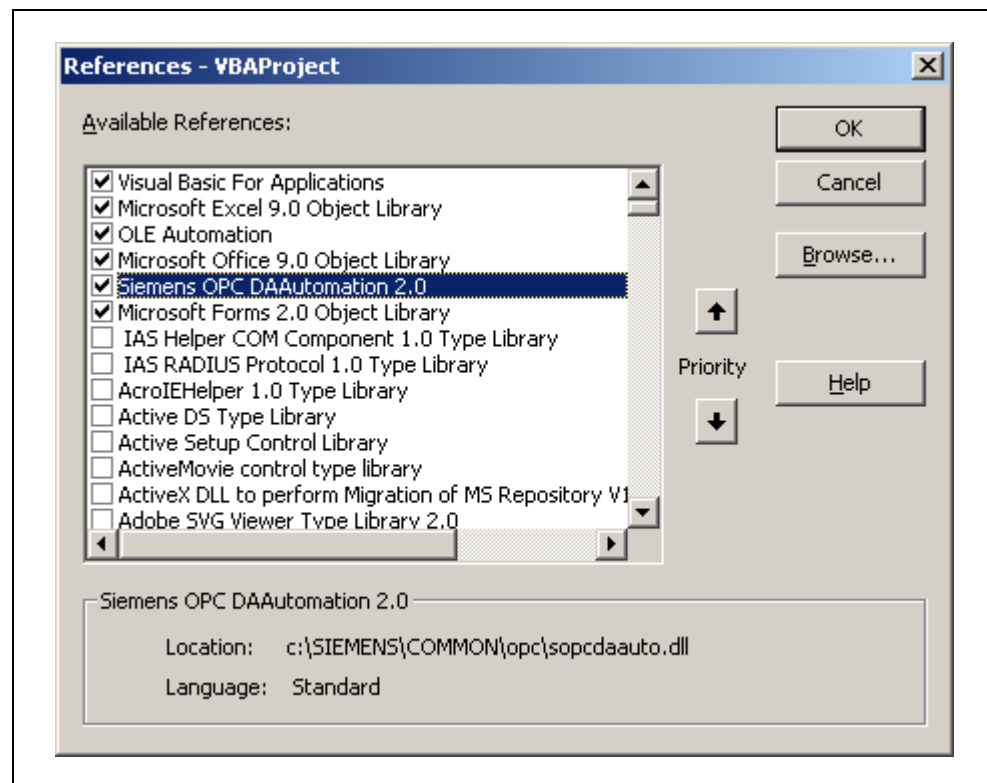 References - VBAProject
Available References:
Visual Basic For Applications
Microsoft Excel 9.0 Object Library
OLE Automation
Microsoft Office 9.0 Object Library
Siemens OPC DAAutomation 2.0
Microsoft Forms 2.0 Object Library
IAS Helper COM Component 1.0 Type Library
IAS RADIUS Protocol 1.0 Type Library
AcroIEHelper 1.0 Type Library
Active DS Type Library
Active Setup Control Library
ActiveMovie control type library
ActiveX DLL to perform Migration of MS Repository V1
Adobe SVG Viewer Type Library 2.0
OK
Cancel
Browse...
Priority
Help
Siemens OPC DAAutomation 2.0
Location: c:\SIEMENS\COMMON\opc\sopcdaauto.dll
Language: Standard